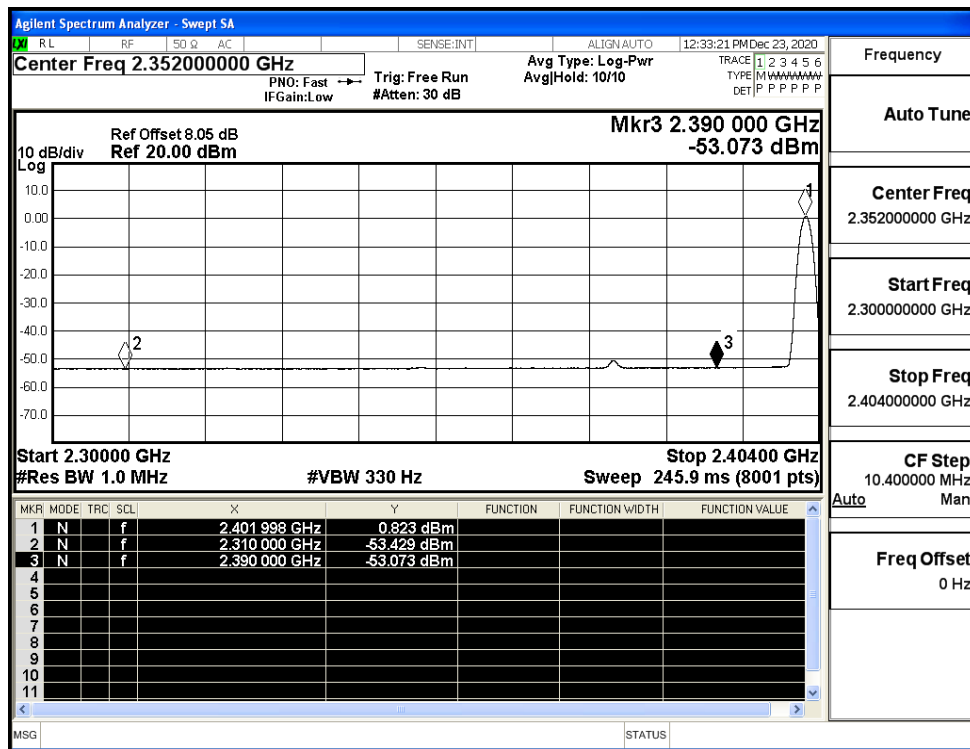 Agilent Spectrum Analyzer - Swept SA
LXI RL RF 50 Ω AC SENSE:INT ALIGN AUTO 12:33:21 PM Dec 23, 2020
Center Freq 2.352000000 GHz
PNO: Fast
IFGain:Low
Trig: Free Run
#Atten: 30 dB
Avg Type: Log-Pwr
Avg|Hold: 10/10
TRACE 1 2 3 4 5 6
TYPE M W W W W W
DET P P P P P P
Ref Offset 8.05 dB
10 dB/div Ref 20.00 dBm
Log
Mkr3 2.390 000 GHz
-53.073 dBm
10.0
0.00
-10.0
-20.0
-30.0
-40.0
-50.0
-60.0
-70.0
1
2
3
Start 2.30000 GHz Stop 2.40400 GHz
#Res BW 1.0 MHz #VBW 330 Hz Sweep 245.9 ms (8001 pts)
MKR MODE TRC SCL X Y FUNCTION FUNCTION WIDTH FUNCTION VALUE
1 N f 2.401 998 GHz 0.823 dBm
2 N f 2.310 000 GHz -53.429 dBm
3 N f 2.390 000 GHz -53.073 dBm
4
5
6
7
8
9
10
11
MSG STATUS
Frequency
Auto Tune
Center Freq
2.352000000 GHz
Start Freq
2.300000000 GHz
Stop Freq
2.404000000 GHz
CF Step
10.400000 MHz
Auto Man
Freq Offset
0 Hz